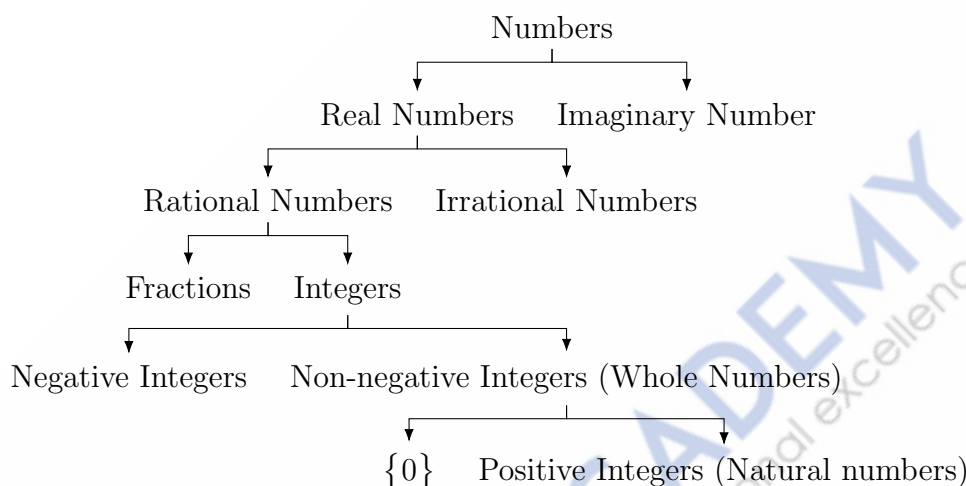 Numbers
Real Numbers Imaginary Number
Rational Numbers Irrational Numbers
Fractions Integers
Negative Integers Non-negative Integers (Whole Numbers)
{0} Positive Integers (Natural numbers)